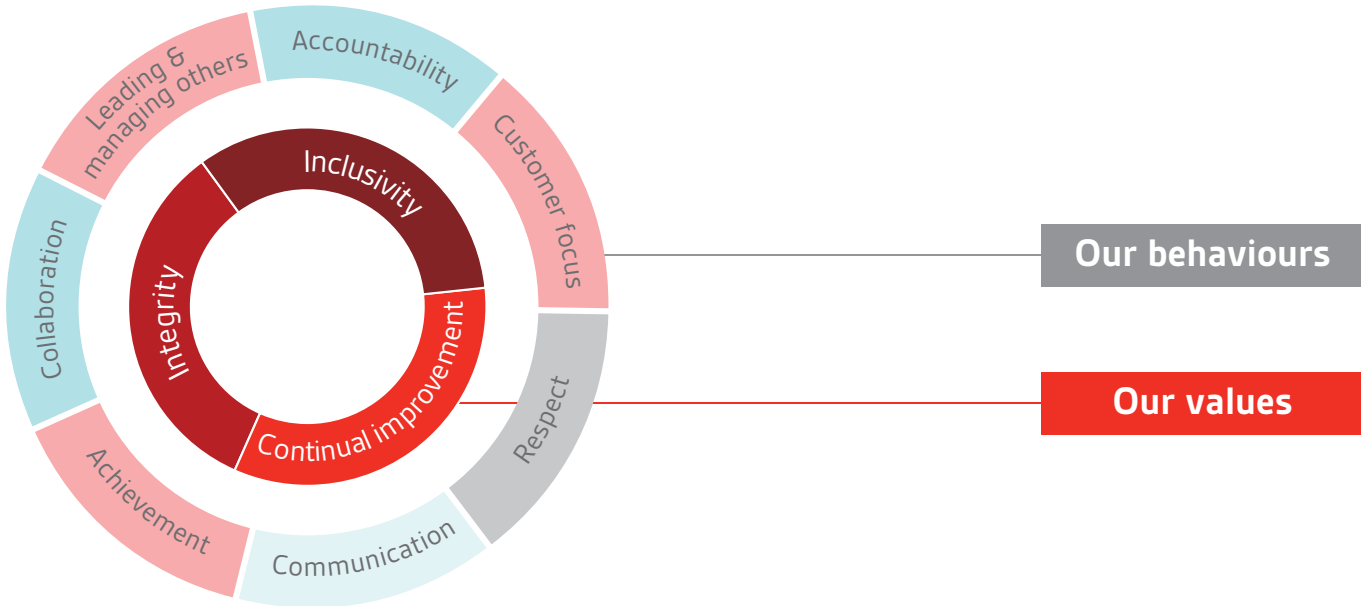 Accountability
Customer focus
Respect
Communication
Achievement
Collaboration
Leading &
managing others
Inclusivity
Continual improvement
Integrity
Our behaviours
Our values